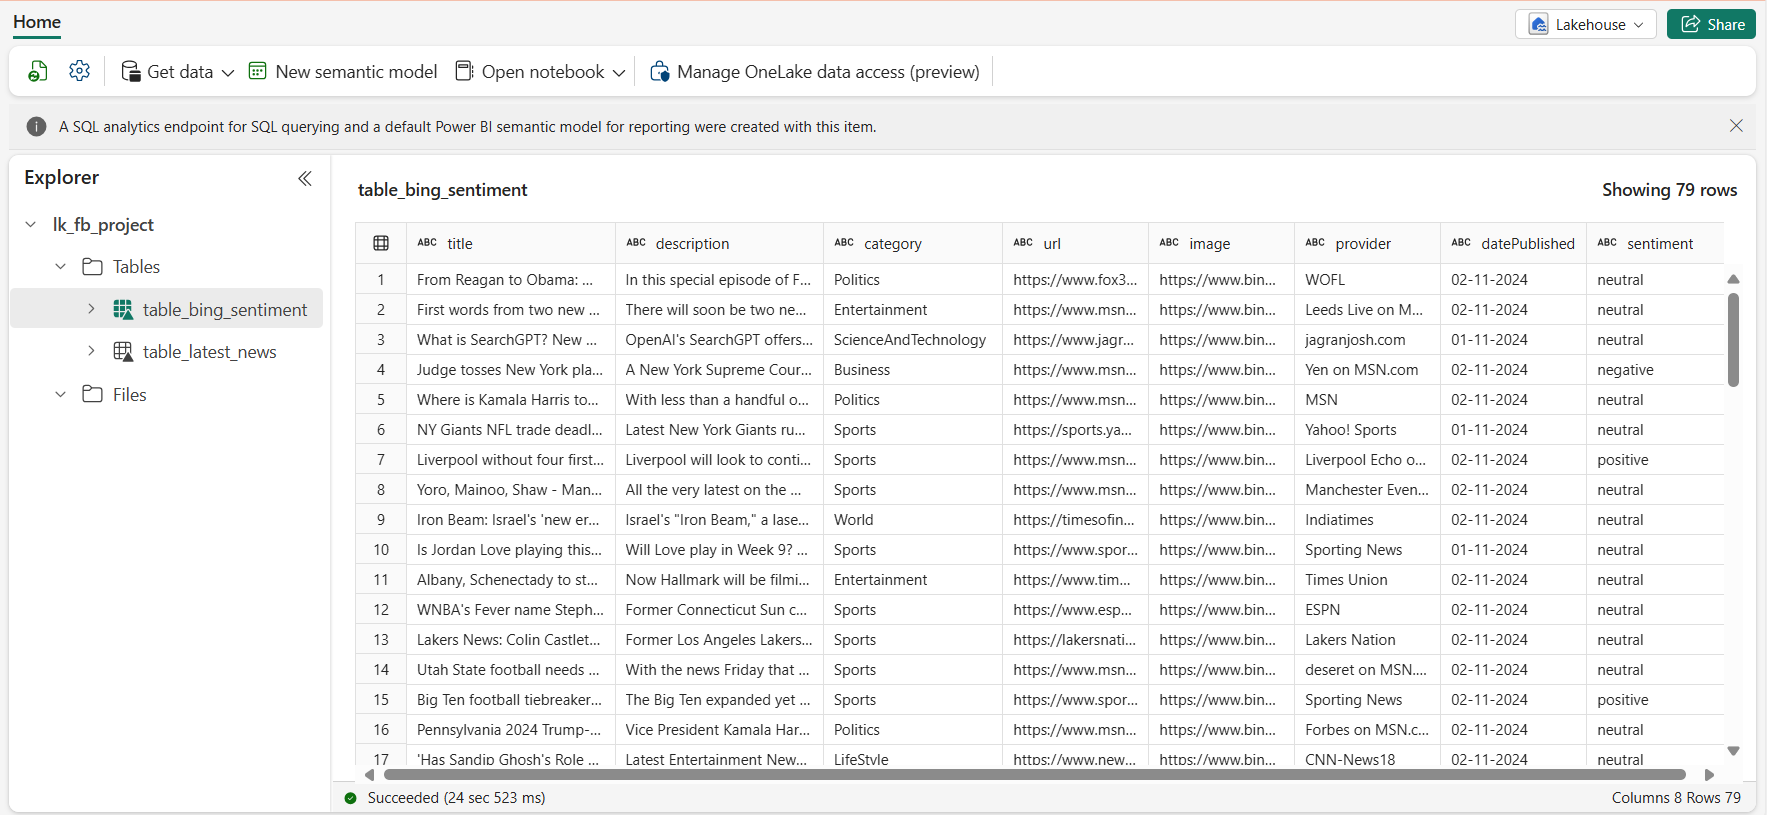 Home
Lakehouse
Share
Get data
New semantic model
Open notebook
Manage OneLake data access (preview)
A SQL analytics endpoint for SQL querying and a default Power BI semantic model for reporting were created with this item.
Explorer
lk_fb_project
Tables
table_bing_sentiment
table_latest_news
Files
table_bing_sentiment
Showing 79 rows
ABC title ABC description ABC category ABC url ABC image ABC provider ABC datePublished ABC sentiment
1 From Reagan to Obama: ... In this special episode of F... Politics https://www.fox3... https://www.bin... WOFL 02-11-2024 neutral
2 First words from two new ... There will soon be two ne... Entertainment https://www.msn... https://www.bin... Leeds Live on M... 02-11-2024 neutral
3 What is SearchGPT? New ... OpenAI's SearchGPT offers... ScienceAndTechnology https://www.jagr... https://www.bin... jagranjosh.com 01-11-2024 neutral
4 Judge tosses New York pla... A New York Supreme Cour... Business https://www.msn... https://www.bin... Yen on MSN.com 02-11-2024 negative
5 Where is Kamala Harris to... With less than a handful o... Politics https://www.msn... https://www.bin... MSN 02-11-2024 neutral
6 NY Giants NFL trade deadl... Latest New York Giants ru... Sports https://sports.ya... https://www.bin... Yahoo! Sports 01-11-2024 neutral
7 Liverpool without four first... Liverpool will look to conti... Sports https://www.msn... https://www.bin... Liverpool Echo o... 02-11-2024 positive
8 Yoro, Mainoo, Shaw - Man... All the very latest on the ... Sports https://www.msn... https://www.bin... Manchester Even... 02-11-2024 neutral
9 Iron Beam: Israel's 'new er... Israel's "Iron Beam," a lase... World https://timesofin... https://www.bin... Indiatimes 02-11-2024 neutral
10 Is Jordan Love playing this... Will Love play in Week 9? ... Sports https://www.spor... https://www.bin... Sporting News 01-11-2024 neutral
11 Albany, Schenectady to st... Now Hallmark will be filmi... Entertainment https://www.tim... https://www.bin... Times Union 02-11-2024 neutral
12 WNBA's Fever name Steph... Former Connecticut Sun c... Sports https://www.esp... https://www.bin... ESPN 02-11-2024 neutral
13 Lakers News: Colin Castlet... Former Los Angeles Lakers... Sports https://lakersnati... https://www.bin... Lakers Nation 02-11-2024 neutral
14 Utah State football needs ... With the news Friday that ... Sports https://www.msn... https://www.bin... deseret on MSN.... 02-11-2024 neutral
15 Big Ten football tiebreaker... The Big Ten expanded yet ... Sports https://www.spor... https://www.bin... Sporting News 02-11-2024 positive
16 Pennsylvania 2024 Trump-... Vice President Kamala Har... Politics https://www.msn... https://www.bin... Forbes on MSN.c... 02-11-2024 neutral
17 'Has Sandip Ghosh's Role ... Latest Entertainment New... LifeStyle https://www.new... https://www.bin... CNN-News18 02-11-2024 neutral
Succeeded (24 sec 523 ms)
Columns 8 Rows 79